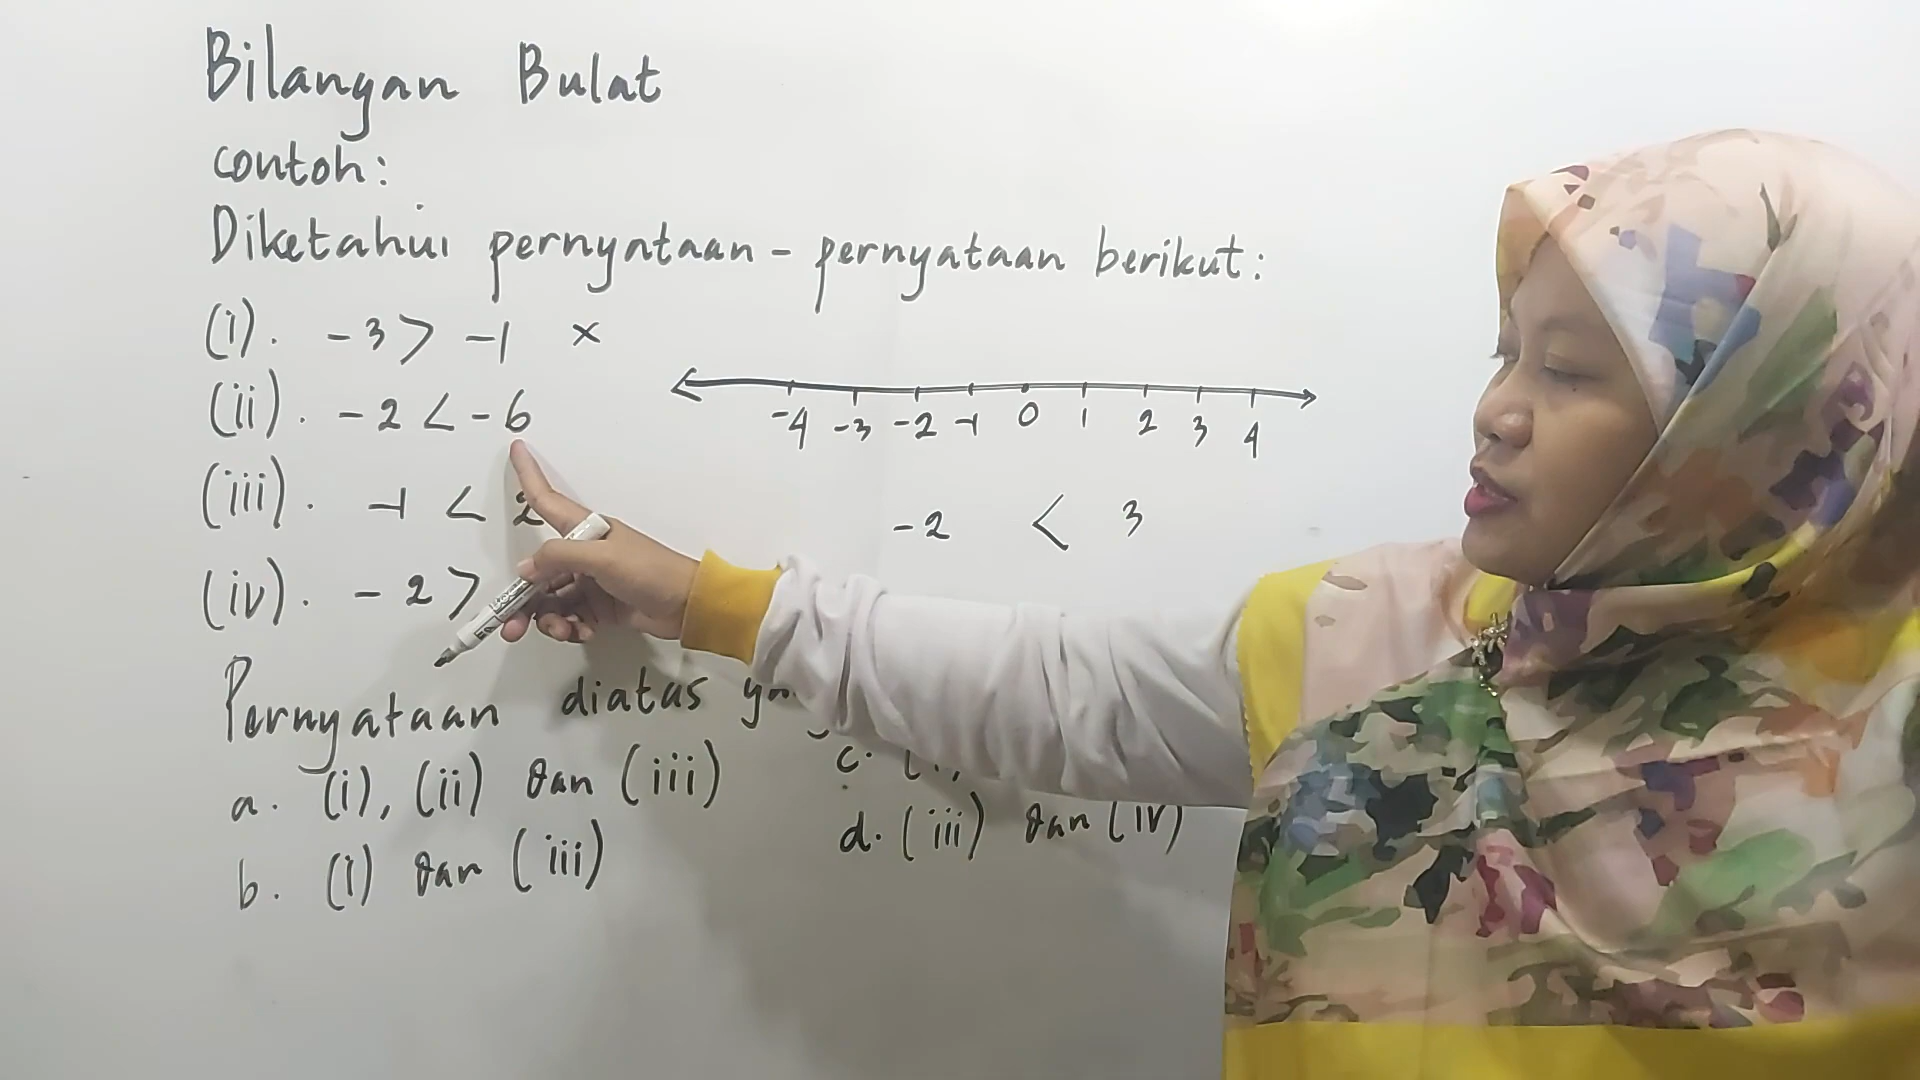 Bilangan Bulat
contoh:
Diketahui pernyataan - pernyataan berikut:
(i). -3 > -1 ×
(ii). -2 < -6
(iii). -1 < 2
(iv). -2 >
-4 -3 -2 -1 0 1 2 3 4
-2 < 3
Pernyataan diatas
a. (i), (ii) dan (iii)
b. (i) dan (iii)
c.
d. (iii) dan (iv)